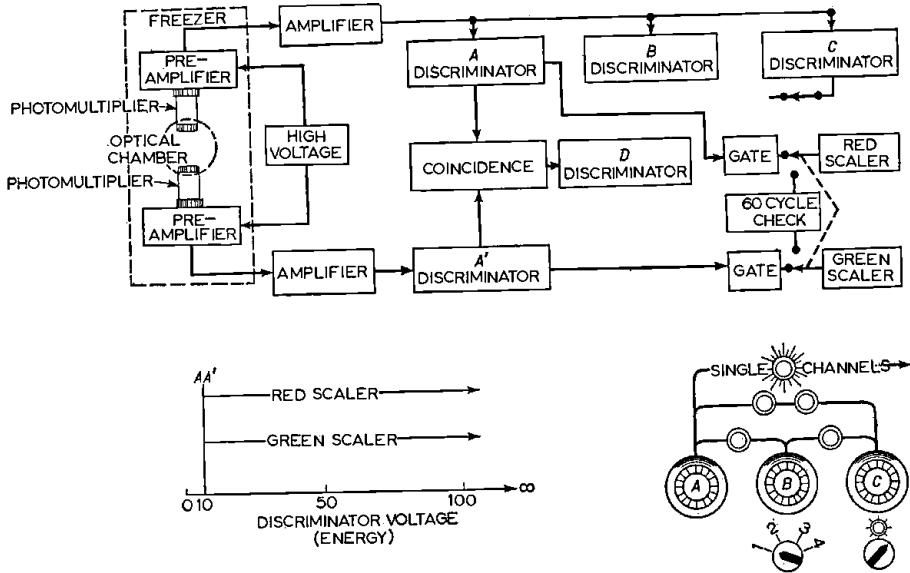 FREEZER
AMPLIFIER
PRE-
AMPLIFIER
A
DISCRIMINATOR
B
DISCRIMINATOR
C
DISCRIMINATOR
PHOTOMULTIPLIER
OPTICAL
CHAMBER
HIGH
VOLTAGE
PHOTOMULTIPLIER
COINCIDENCE
D
DISCRIMINATOR
GATE
RED
SCALER
60 CYCLE
CHECK
PRE-
AMPLIFIER
AMPLIFIER
A'
DISCRIMINATOR
GATE
GREEN
SCALER
AA'
RED SCALER
GREEN SCALER
0 10 50 100 ∞
DISCRIMINATOR VOLTAGE
(ENERGY)
SINGLE CHANNELS
A B C
1 2 3 4